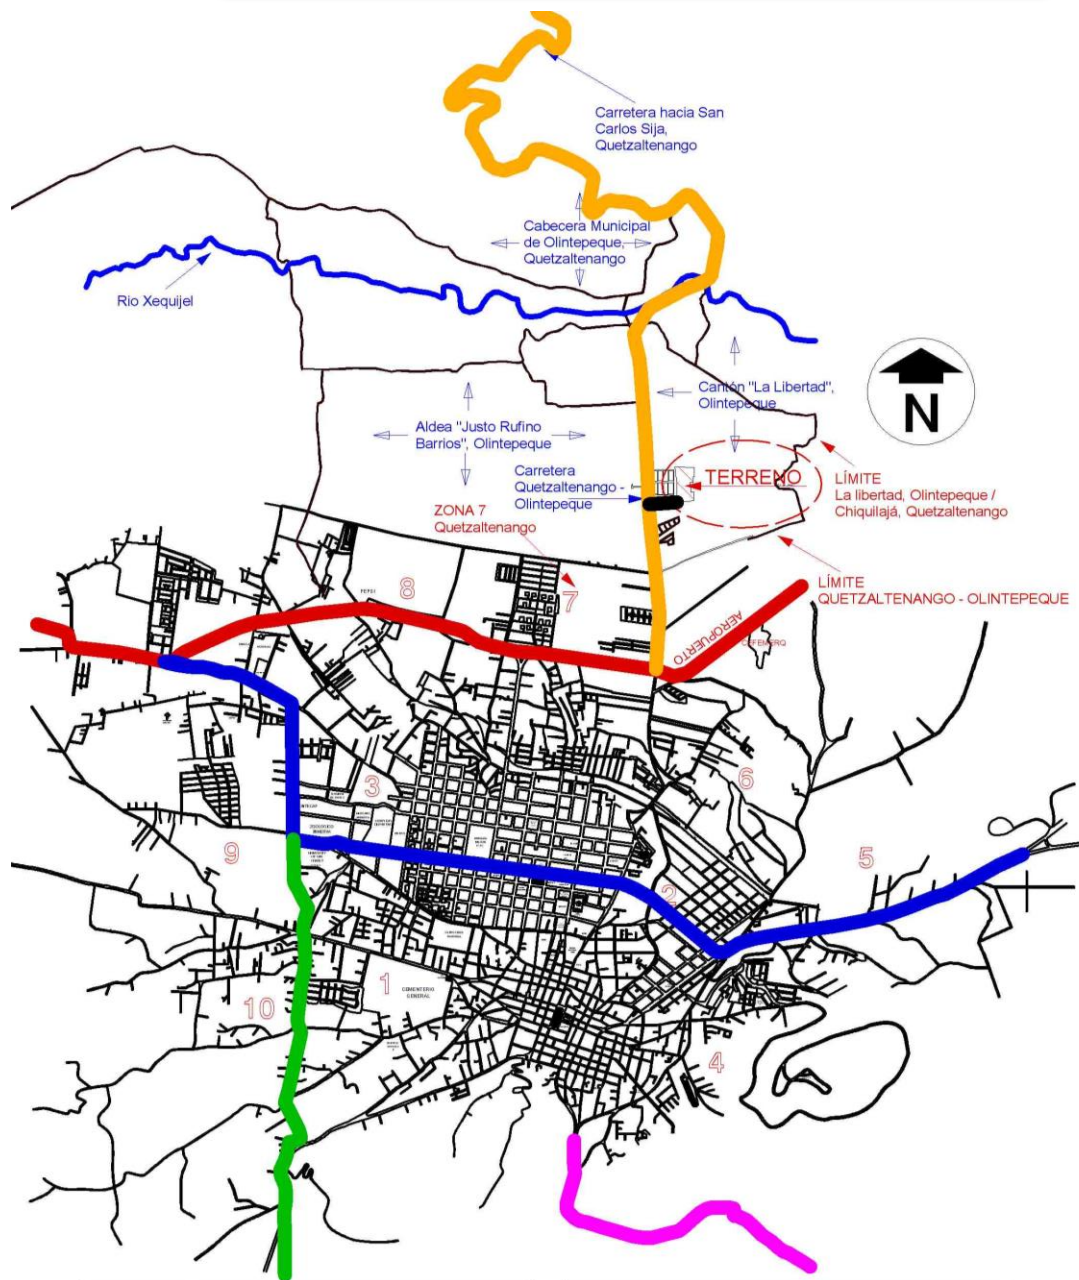 Carretera hacia San
Carlos Sija,
Quetzaltenango
Cabecera Municipal
de Olintepeque,
Quetzaltenango
Rio Xequijel
N
Cantón "La Libertad",
Olintepeque
Aldea "Justo Rufino
Barrios", Olintepeque
Carretera
Quetzaltenango -
Olintepeque
TERRENO
LÍMITE
La libertad, Olintepeque /
Chiquilajá, Quetzaltenango
ZONA 7
Quetzaltenango
LÍMITE
QUETZALTENANGO - OLINTEPEQUE
8
7
AEROPUERTO
3
6
9
5
2
1
CEMENTERIO
GENERAL
10
4